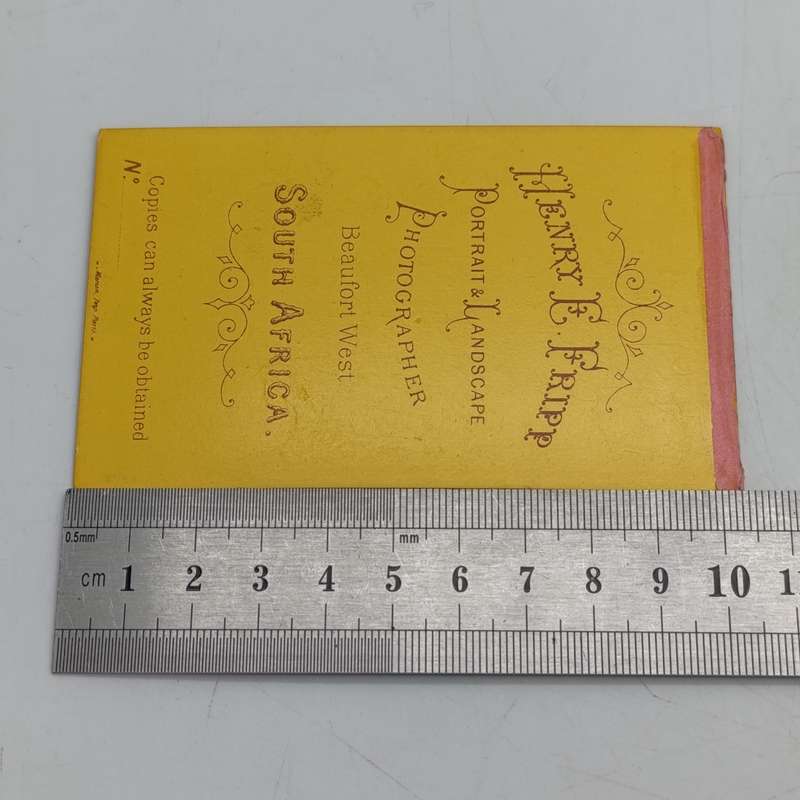 HENRY E. FRIPP
PORTRAIT & LANDSCAPE
PHOTOGRAPHER
Beaufort West
SOUTH AFRICA.
Copies can always be obtained
No.
0.5mm
mm
cm 1 2 3 4 5 6 7 8 9 10